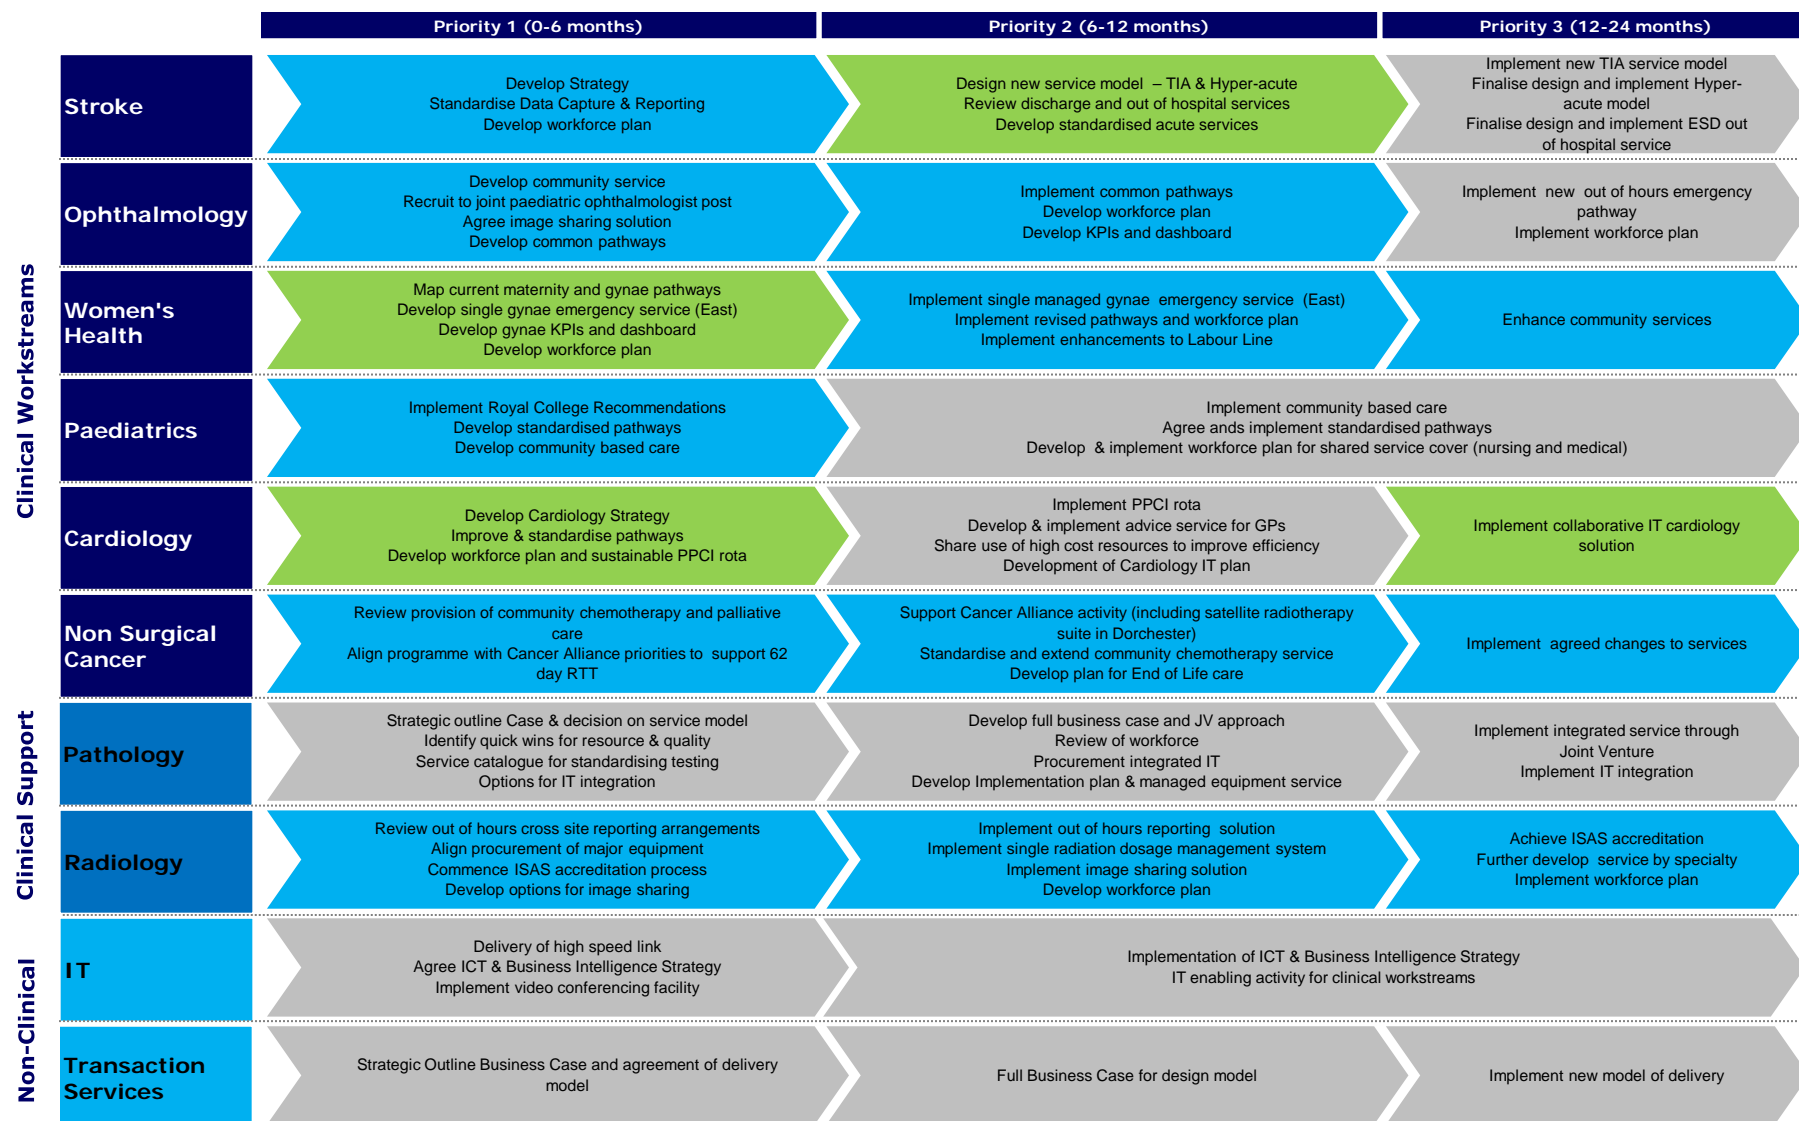 Priority 1 (0-6 months)
Priority 2 (6-12 months)
Priority 3 (12-24 months)
Clinical Workstreams
Stroke
Develop Strategy
Standardise Data Capture & Reporting
Develop workforce plan
Design new service model – TIA & Hyper-acute
Review discharge and out of hospital services
Develop standardised acute services
Implement new TIA service model
Finalise design and implement Hyper-
acute model
Finalise design and implement ESD out
of hospital service
Ophthalmology
Develop community service
Recruit to joint paediatric ophthalmologist post
Agree image sharing solution
Develop common pathways
Implement common pathways
Develop workforce plan
Develop KPIs and dashboard
Implement new out of hours emergency
pathway
Implement workforce plan
Women's
Health
Map current maternity and gynae pathways
Develop single gynae emergency service (East)
Develop gynae KPIs and dashboard
Develop workforce plan
Implement single managed gynae emergency service (East)
Implement revised pathways and workforce plan
Implement enhancements to Labour Line
Enhance community services
Paediatrics
Implement Royal College Recommendations
Develop standardised pathways
Develop community based care
Implement community based care
Agree ands implement standardised pathways
Develop & implement workforce plan for shared service cover (nursing and medical)
Cardiology
Develop Cardiology Strategy
Improve & standardise pathways
Develop workforce plan and sustainable PPCI rota
Implement PPCI rota
Develop & implement advice service for GPs
Share use of high cost resources to improve efficiency
Development of Cardiology IT plan
Implement collaborative IT cardiology
solution
Non Surgical
Cancer
Review provision of community chemotherapy and palliative
care
Align programme with Cancer Alliance priorities to support 62
day RTT
Support Cancer Alliance activity (including satellite radiotherapy
suite in Dorchester)
Standardise and extend community chemotherapy service
Develop plan for End of Life care
Implement agreed changes to services
Clinical Support
Pathology
Strategic outline Case & decision on service model
Identify quick wins for resource & quality
Service catalogue for standardising testing
Options for IT integration
Develop full business case and JV approach
Review of workforce
Procurement integrated IT
Develop Implementation plan & managed equipment service
Implement integrated service through
Joint Venture
Implement IT integration
Radiology
Review out of hours cross site reporting arrangements
Align procurement of major equipment
Commence ISAS accreditation process
Develop options for image sharing
Implement out of hours reporting solution
Implement single radiation dosage management system
Implement image sharing solution
Develop workforce plan
Achieve ISAS accreditation
Further develop service by specialty
Implement workforce plan
Non-Clinical
IT
Delivery of high speed link
Agree ICT & Business Intelligence Strategy
Implement video conferencing facility
Implementation of ICT & Business Intelligence Strategy
IT enabling activity for clinical workstreams
Transaction
Services
Strategic Outline Business Case and agreement of delivery
model
Full Business Case for design model
Implement new model of delivery